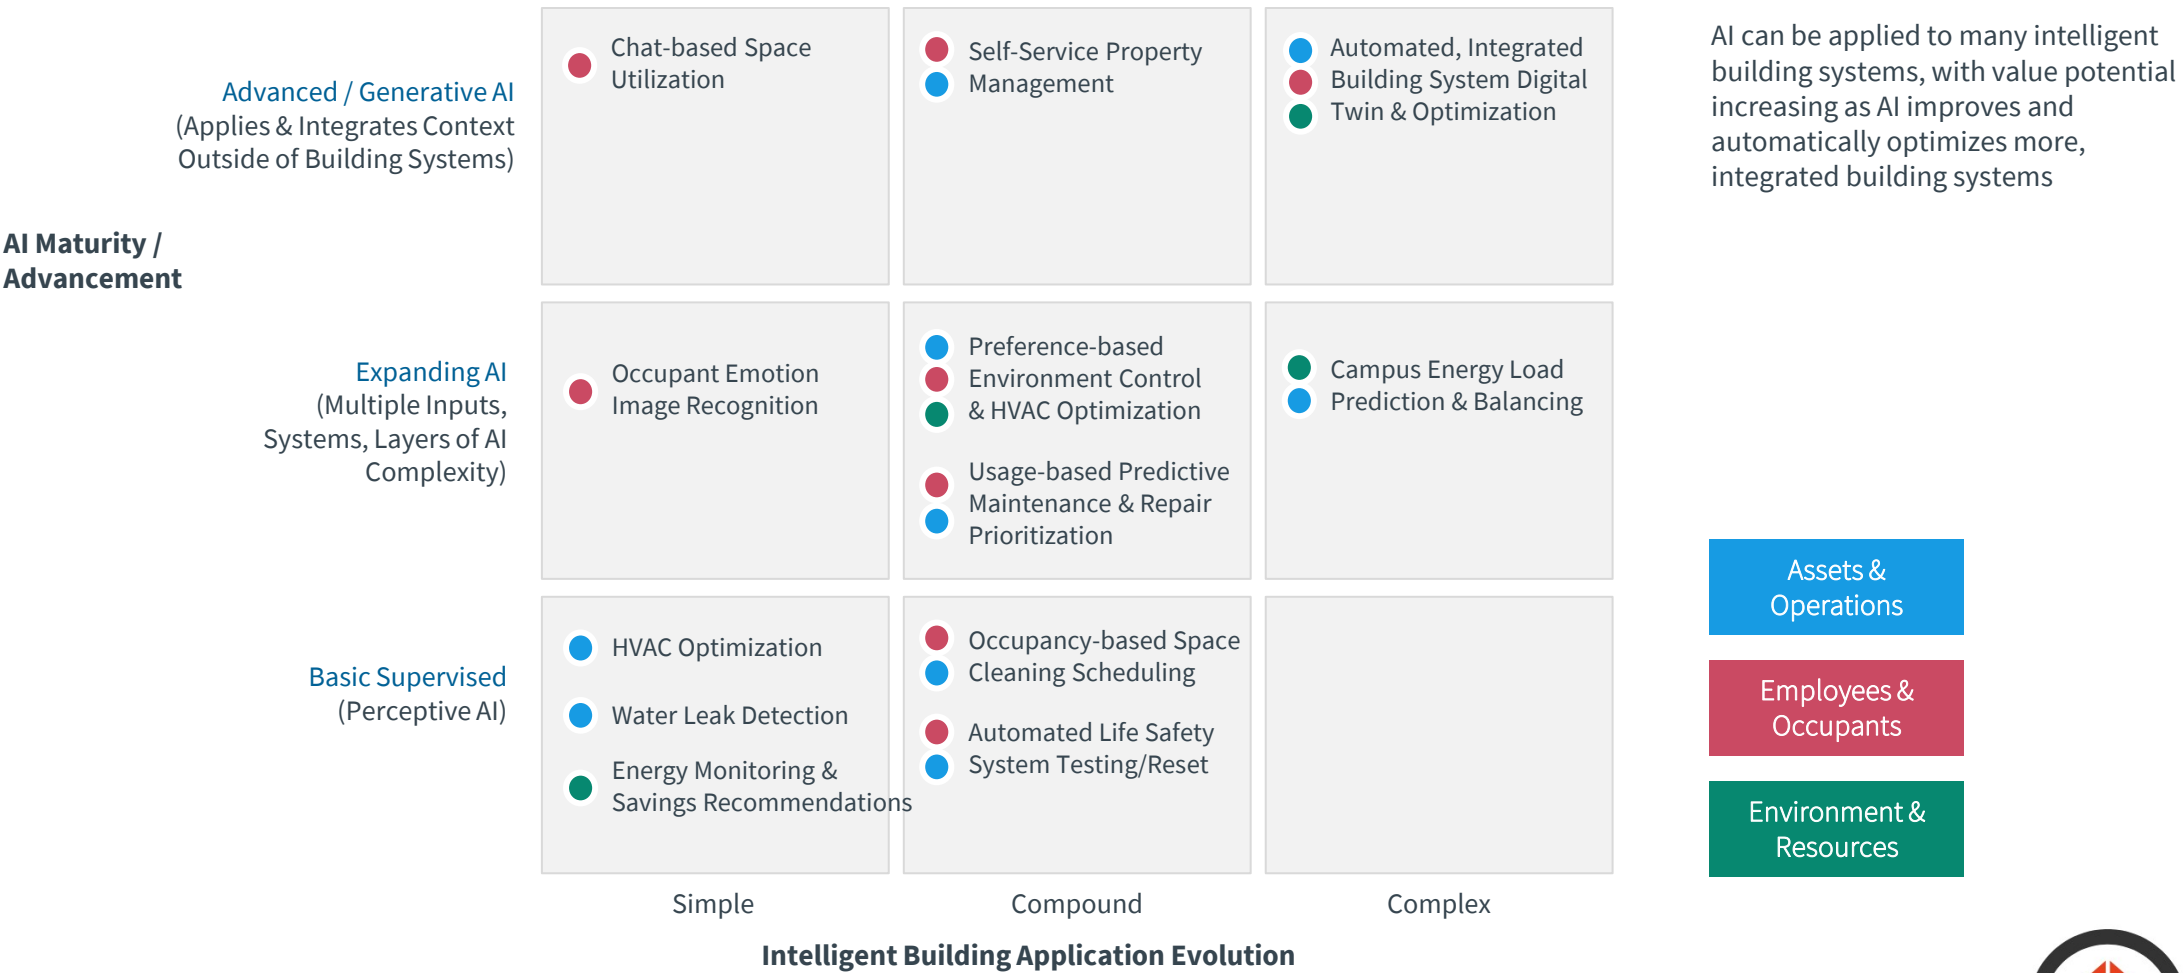 Chat-based Space
Utilization
Self-Service Property
Management
Automated, Integrated
Building System Digital
Twin & Optimization
AI can be applied to many intelligent
building systems, with value potential
increasing as AI improves and
automatically optimizes more,
integrated building systems
Advanced / Generative AI
(Applies & Integrates Context
Outside of Building Systems)
AI Maturity /
Advancement
Expanding AI
(Multiple Inputs,
Systems, Layers of AI
Complexity)
Occupant Emotion
Image Recognition
Preference-based
Environment Control
& HVAC Optimization
Usage-based Predictive
Maintenance & Repair
Prioritization
Campus Energy Load
Prediction & Balancing
Basic Supervised
(Perceptive AI)
HVAC Optimization
Water Leak Detection
Energy Monitoring &
Savings Recommendations
Occupancy-based Space
Cleaning Scheduling
Automated Life Safety
System Testing/Reset
Assets &
Operations
Employees &
Occupants
Environment &
Resources
Simple
Compound
Complex
Intelligent Building Application Evolution